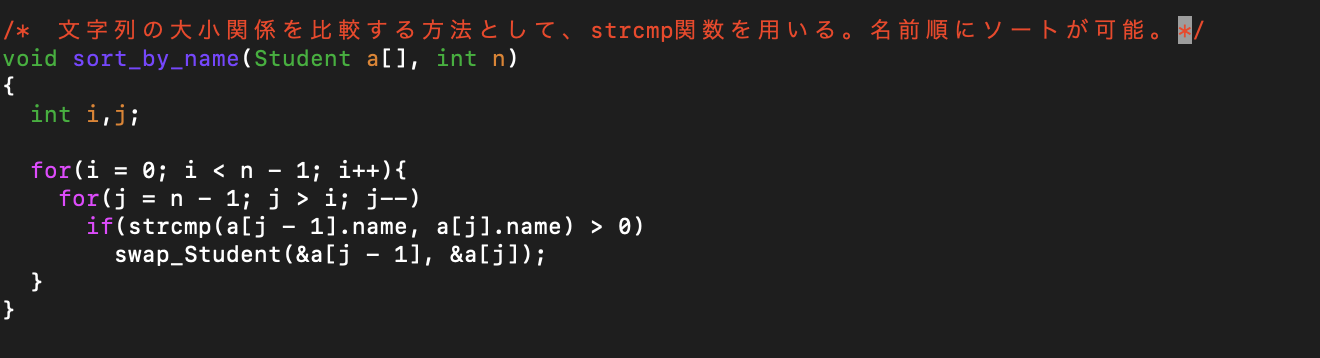 /*  文字列の大小関係を比較する方法として、strcmp関数を用いる。名前順にソートが可能。*/
void sort_by_name(Student a[], int n)
{
  int i,j;

  for(i = 0; i < n - 1; i++){
    for(j = n - 1; j > i; j--)
      if(strcmp(a[j - 1].name, a[j].name) > 0)
        swap_Student(&a[j - 1], &a[j]);
  }
}